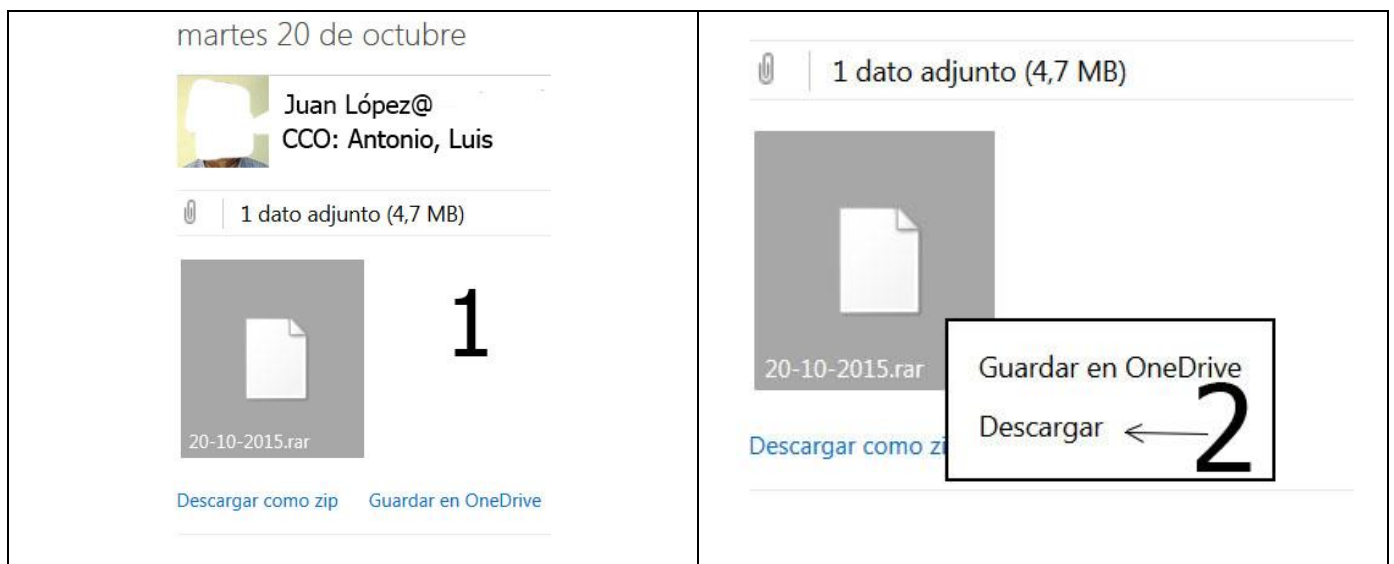 martes 20 de octubre
Juan López@
CCO: Antonio, Luis
1 dato adjunto (4,7 MB)
1
20-10-2015.rar
Descargar como zip Guardar en OneDrive
1 dato adjunto (4,7 MB)
20-10-2015.rar
Guardar en OneDrive
Descargar
2
Descargar como zi